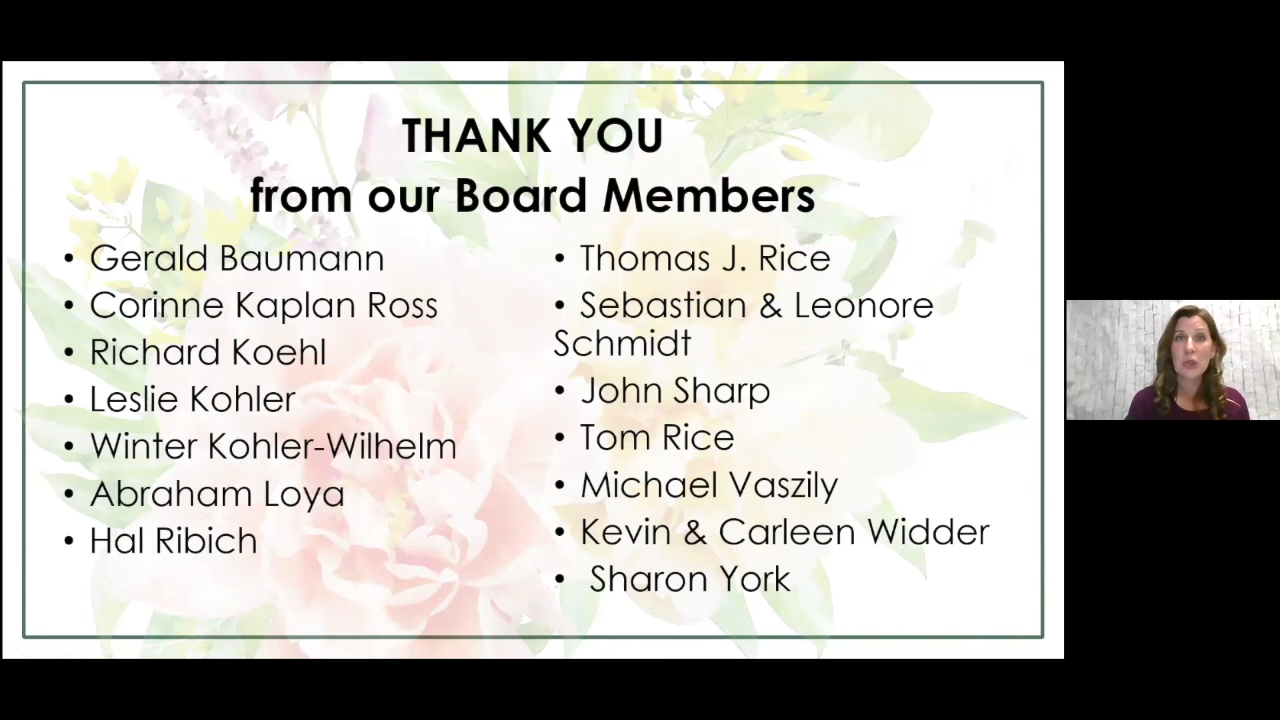 THANK YOU
from our Board Members
• Gerald Baumann
• Corinne Kaplan Ross
• Richard Koehl
• Leslie Kohler
• Winter Kohler-Wilhelm
• Abraham Loya
• Hal Ribich
• Thomas J. Rice
• Sebastian & Leonore
Schmidt
• John Sharp
• Tom Rice
• Michael Vaszily
• Kevin & Carleen Widder
• Sharon York